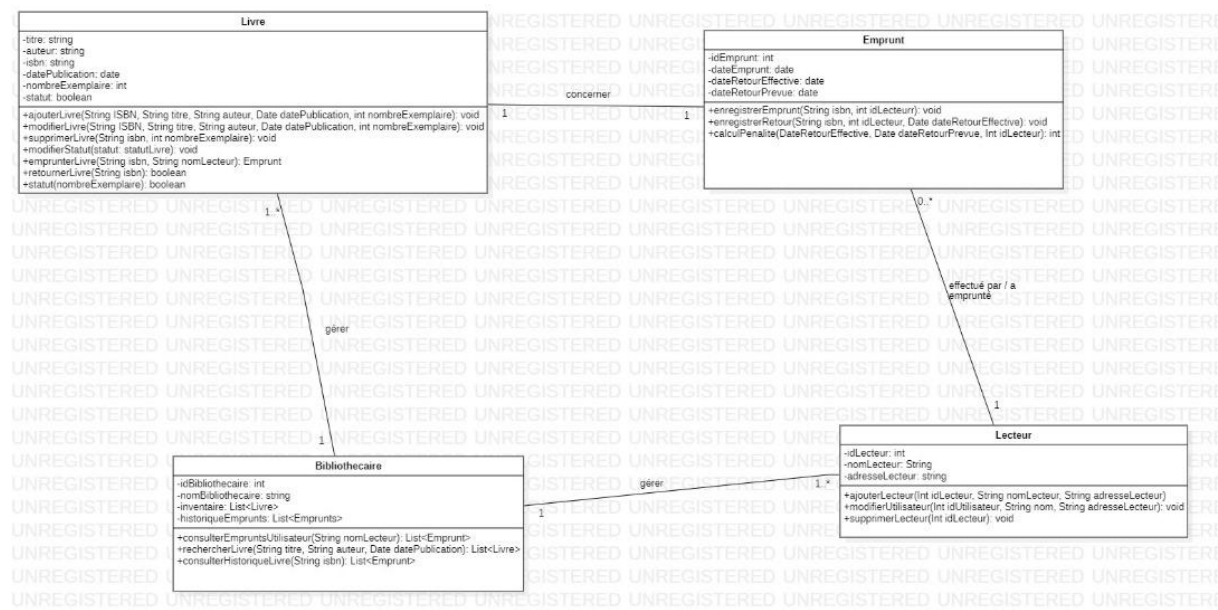 Livre
-titre: string
-auteur: string
-isbn: string
-datePublication: date
-nombreExemplaire: int
-statut: boolean
+ajouterLivre(String ISBN, String titre, String auteur, Date datePublication, int nombreExemplaire): void
+modifierLivre(String ISBN, String titre, String auteur, Date datePublication, int nombreExemplaire): void
+supprimerLivre(String isbn, int nombreExemplaire): void
+modifierStatut(statut: statutLivre): void
+emprunterLivre(String isbn, String nomLecteur): Emprunt
+retournerLivre(String isbn): boolean
+statut(nombreExemplaire): boolean
concerner
1
1
Emprunt
-idEmprunt: int
-dateEmprunt: date
-dateRetourEffective: date
-dateRetourPrevue: date
+enregistrerEmprunt(String isbn, int idLecteurr): void
+enregistrerRetour(String isbn, int idLecteur, Date dateRetourEffective): void
+calculPenalite(DateRetourEffective, Date dateRetourPrevue, Int idLecteur): int
1..*
gérer
1
0..*
effectué par / a
emprunté
1
Bibliothecaire
-idBibliothecaire: int
-nomBibliothecaire: string
-inventaire: List<Livre>
-historiqueEmprunts: List<Emprunts>
+consulterEmpruntsUtilisateur(String nomLecteur): List<Emprunt>
+rechercherLivre(String titre, String auteur, Date datePublication): List<Livre>
+consulterHistoriqueLivre(String isbn): List<Emprunt>
1
gérer
1..*
Lecteur
-idLecteur: int
-nomLecteur: String
-adresseLecteur: string
+ajouterLecteur(Int idLecteur, String nomLecteur, String adresseLecteur)
+modifierUtilisateur(Int idUtilisateur, String nom, String adresseLecteur): void
+supprimerLecteur(Int idLecteur): void